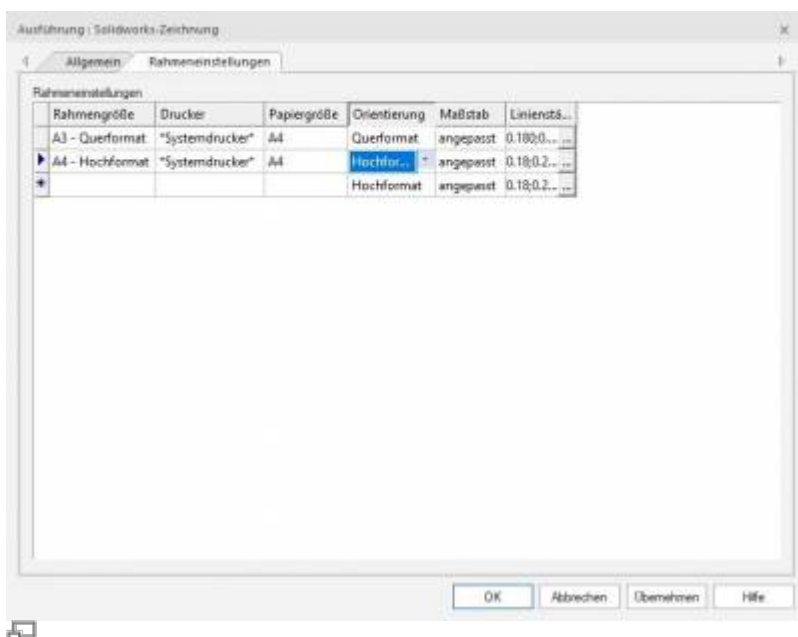 Ausführung : Solidworks-Zeichnung
Allgemein Rahmeneinstellungen
Rahmeneinstellungen
Rahmengröße Drucker Papiergröße Orientierung Maßstab Linienstä...
A3 - Querformat *Systemdrucker* A4 Querformat angepasst 0.180;0.... ...
A4 - Hochformat *Systemdrucker* A4 Hochfor... angepasst 0.18;0.2... ...
Hochformat angepasst 0.18;0.2... ...
OK Abbrechen Übernehmen Hilfe